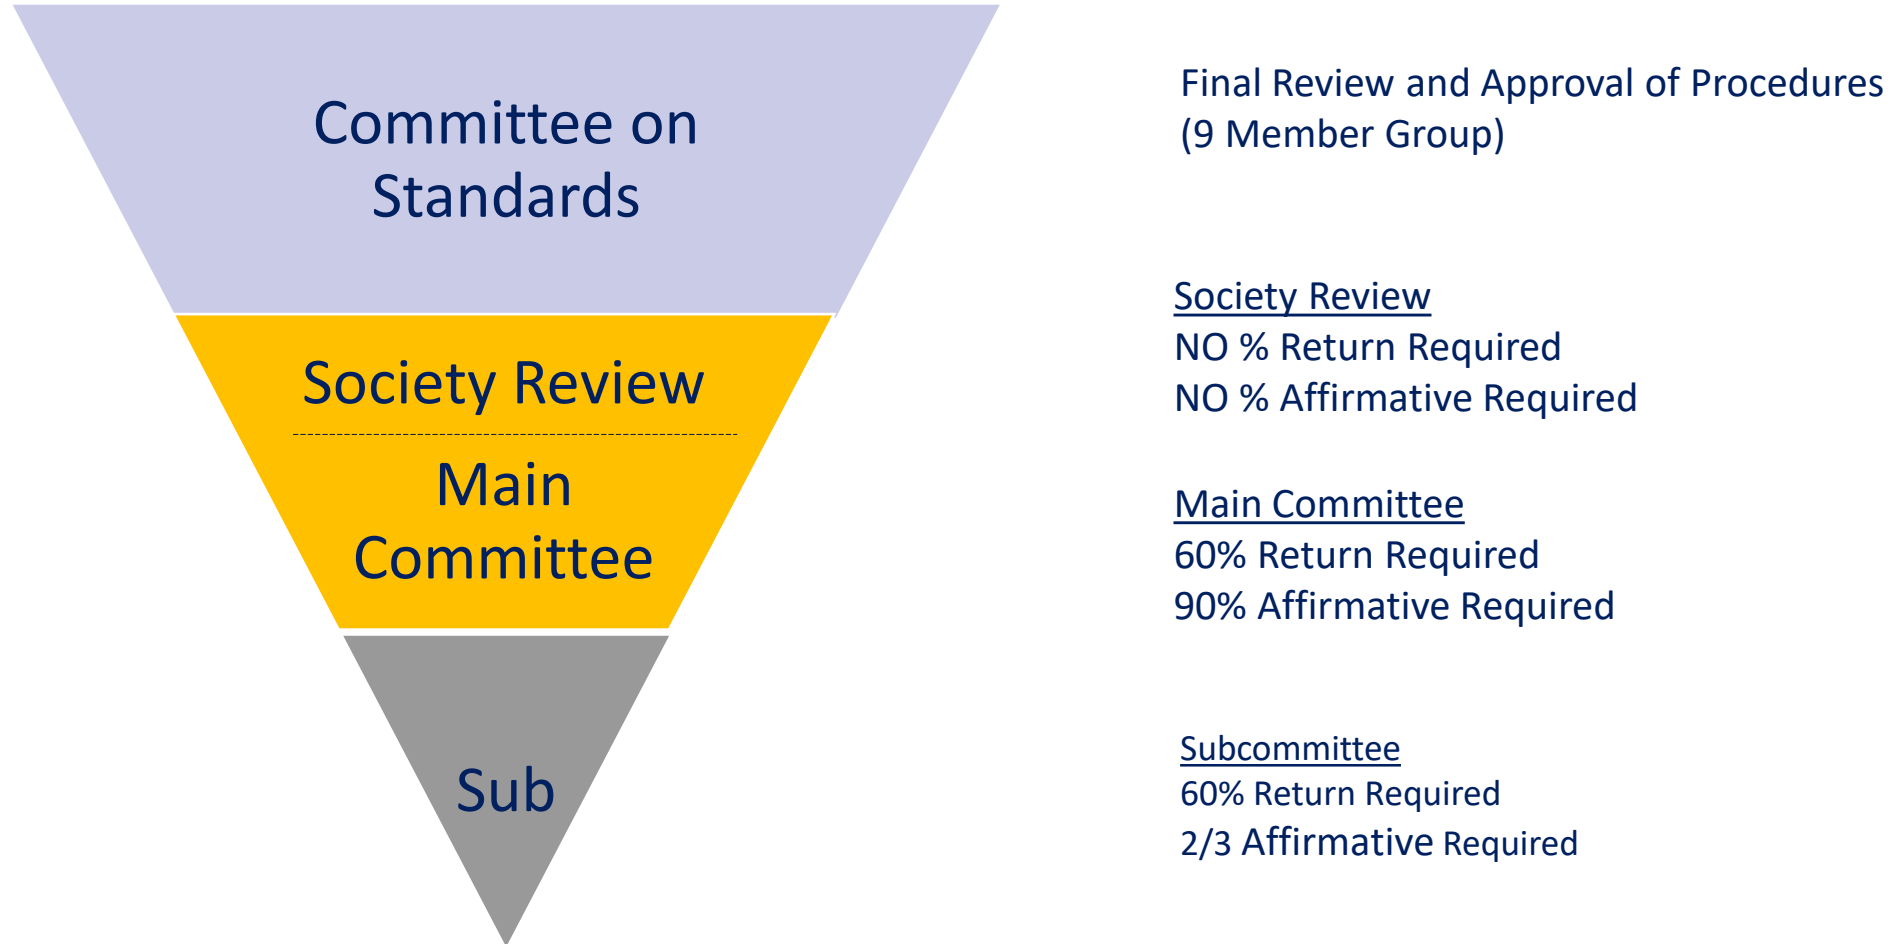 Committee on
Standards
Final Review and Approval of Procedures
(9 Member Group)
Society Review
Main
Committee
Society Review
NO % Return Required
NO % Affirmative Required
Main Committee
60% Return Required
90% Affirmative Required
Sub
Subcommittee
60% Return Required
2/3 Affirmative Required